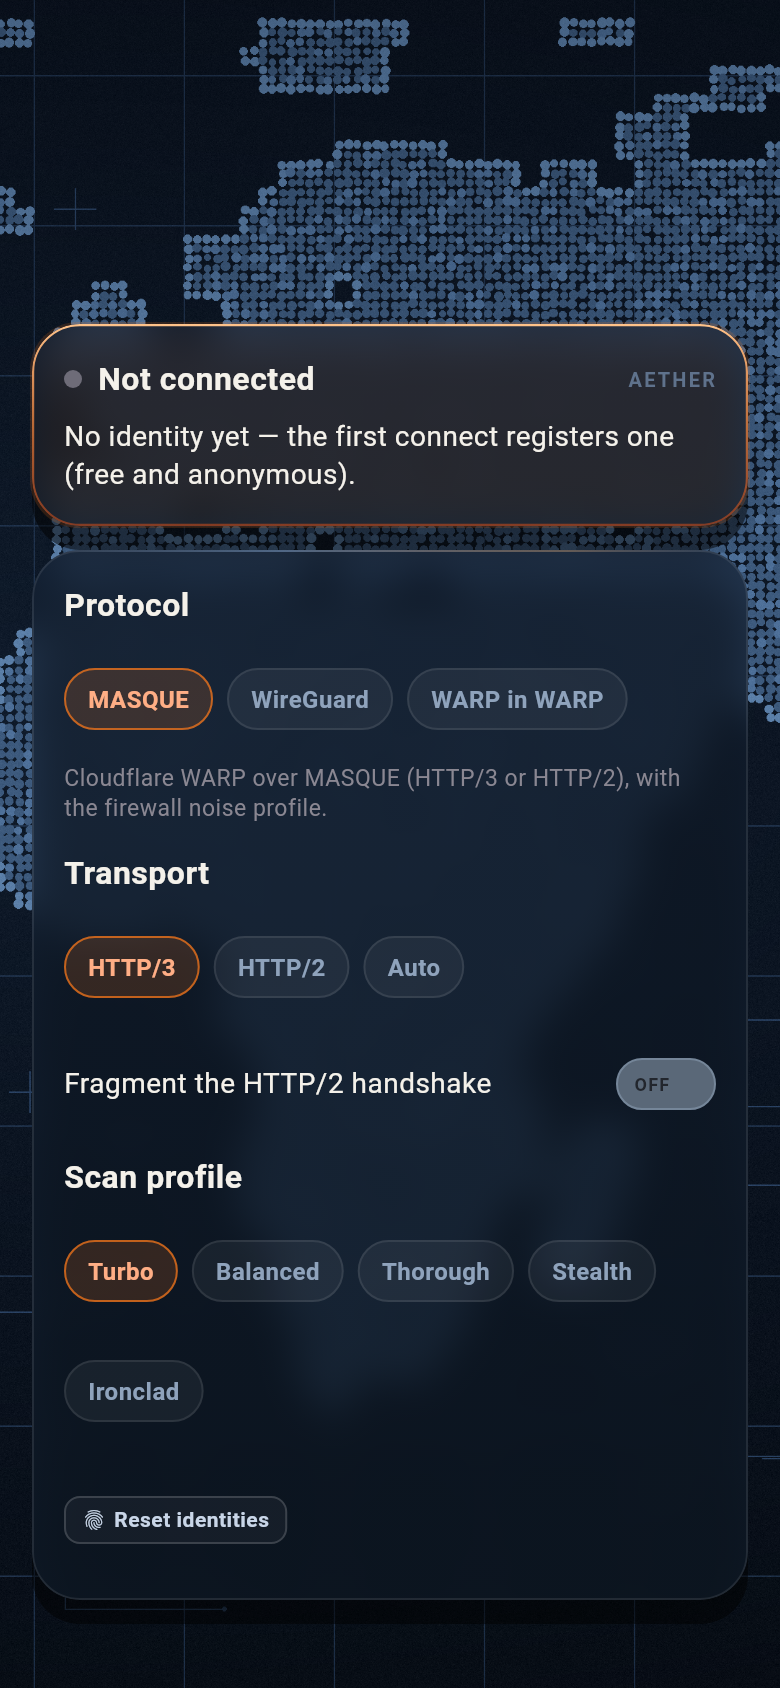 Not connected
AETHER
No identity yet — the first connect registers one
(free and anonymous).
Protocol
MASQUE
WireGuard
WARP in WARP
Cloudflare WARP over MASQUE (HTTP/3 or HTTP/2), with
the firewall noise profile.
Transport
HTTP/3
HTTP/2
Auto
Fragment the HTTP/2 handshake
OFF
Scan profile
Turbo
Balanced
Thorough
Stealth
Ironclad
Reset identities